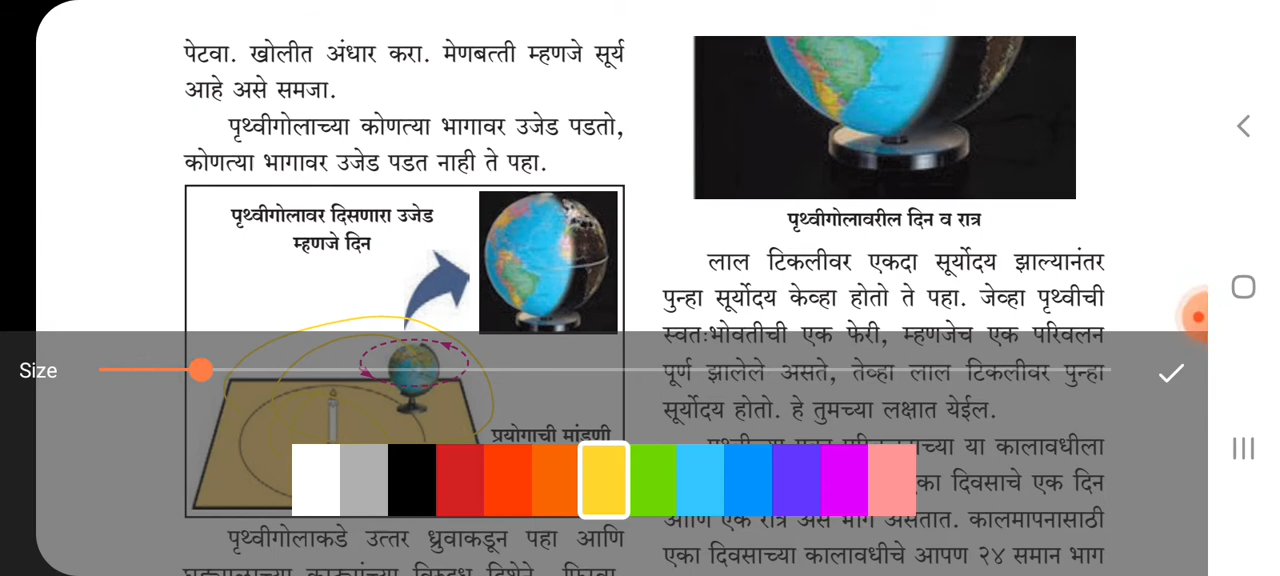 पेटवा. खोलीत अंधार करा. मेणबत्ती म्हणजे सूर्य
आहे असे समजा.
पृथ्वीगोलाच्या कोणत्या भागावर उजेड पडतो,
कोणत्या भागावर उजेड पडत नाही ते पहा.
पृथ्वीगोलावर दिसणारा उजेड
म्हणजे दिन
प्रयोगाची मांडणी
पृथ्वीगोलाकडे उत्तर ध्रुवाकडून पहा आणि
पृथ्वीगोलावरील दिन व रात्र
लाल टिकलीवर एकदा सूर्योदय झाल्यानंतर
पुन्हा सूर्योदय केव्हा होतो ते पहा. जेव्हा पृथ्वीची
स्वतःभोवतीची एक फेरी, म्हणजेच एक परिवलन
पूर्ण झालेले असते, तेव्हा लाल टिकलीवर पुन्हा
सूर्योदय होतो. हे तुमच्या लक्षात येईल.
या कालावधीला
दिवसाचे एक दिन
आणि एक रात्र असे भाग असतात. कालमापनासाठी
एका दिवसाच्या कालावधीचे आपण २४ समान भाग
Size